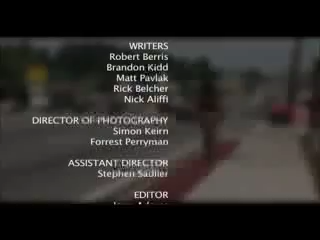 WRITERS
Robert Berris
Brandon Kidd
Matt Pavlak
Rick Belcher
Nick Aliffi
DIRECTOR OF PHOTOGRAPHY
Simon Keirn
Forrest Perryman
ASSISTANT DIRECTOR
Stephen Sadller
EDITOR